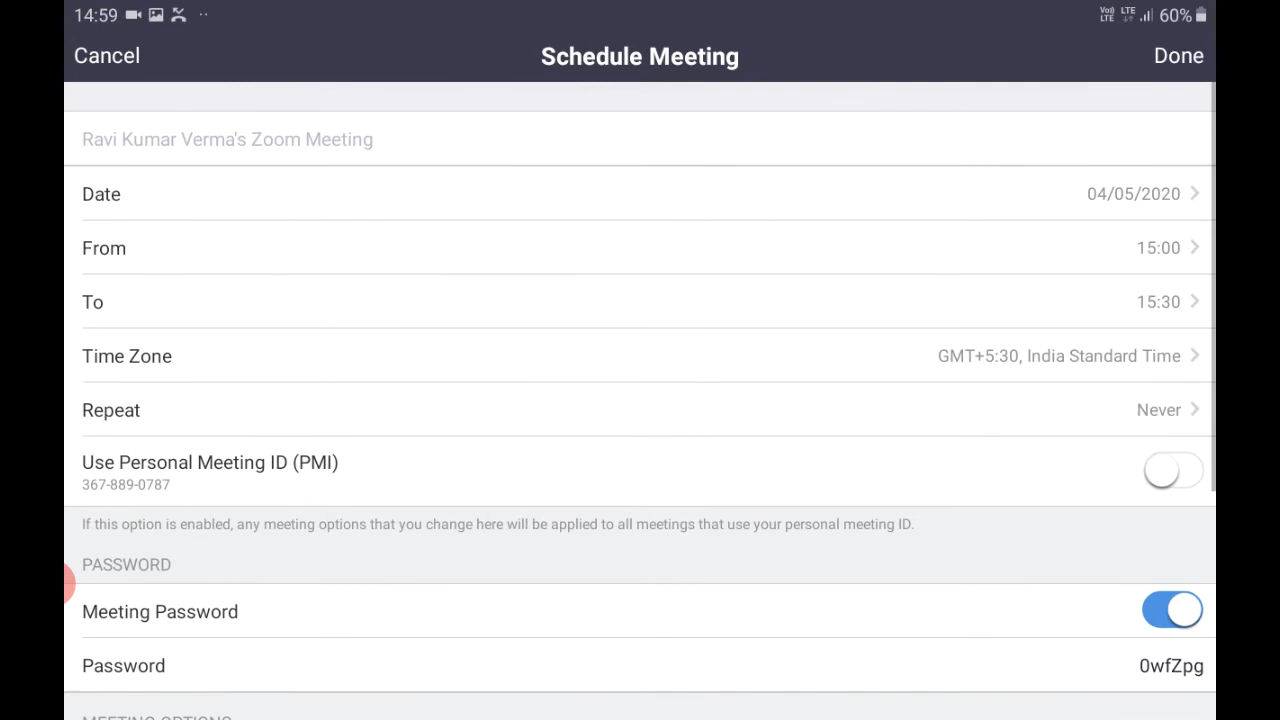 14:59 60%
Cancel Schedule Meeting Done
Ravi Kumar Verma's Zoom Meeting
Date 04/05/2020
From 15:00
To 15:30
Time Zone GMT+5:30, India Standard Time
Repeat Never
Use Personal Meeting ID (PMI)
367-889-0787
If this option is enabled, any meeting options that you change here will be applied to all meetings that use your personal meeting ID.
PASSWORD
Meeting Password
Password 0wfZpg
MEETING OPTIONS